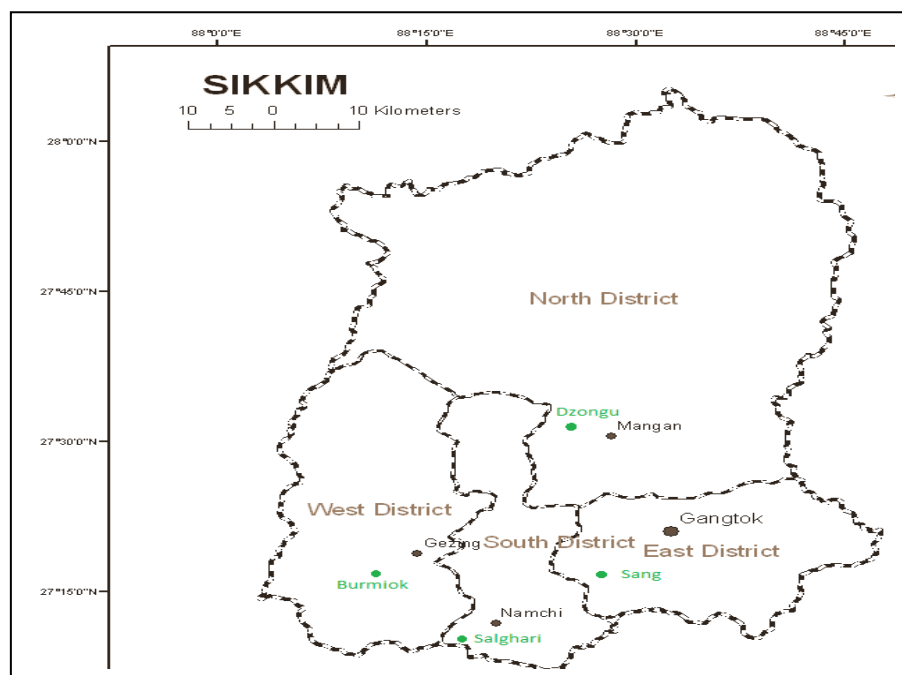 88°0'0"E 88°15'0"E 88°30'0"E 88°45'0"E
SIKKIM
10 5 0 10 Kilometers
28°0'0"N
27°45'0"N
North District
Dzongu
Mangan
27°30'0"N
West District
Gangtok
Gezing
South District
East District
Burmiok
Sang
27°15'0"N
Namchi
Salghari